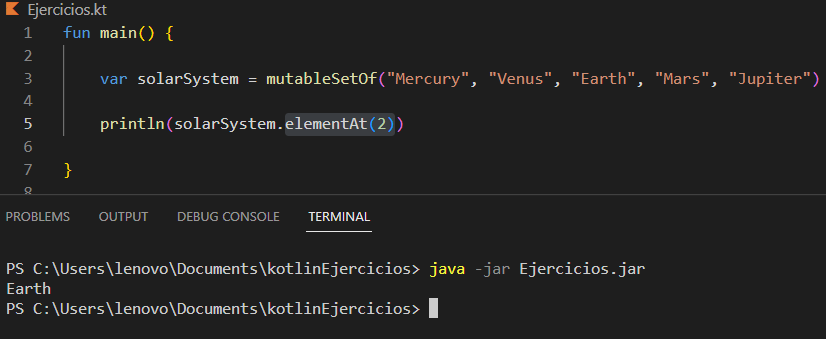 Ejercicios.kt
1 fun main() {
2
3 var solarSystem = mutableSetOf("Mercury", "Venus", "Earth", "Mars", "Jupiter")
4
5 println(solarSystem.elementAt(2))
6
7 }
8
PROBLEMS OUTPUT DEBUG CONSOLE TERMINAL
PS C:\Users\lenovo\Documents\kotlinEjercicios> java -jar Ejercicios.jar
Earth
PS C:\Users\lenovo\Documents\kotlinEjercicios>